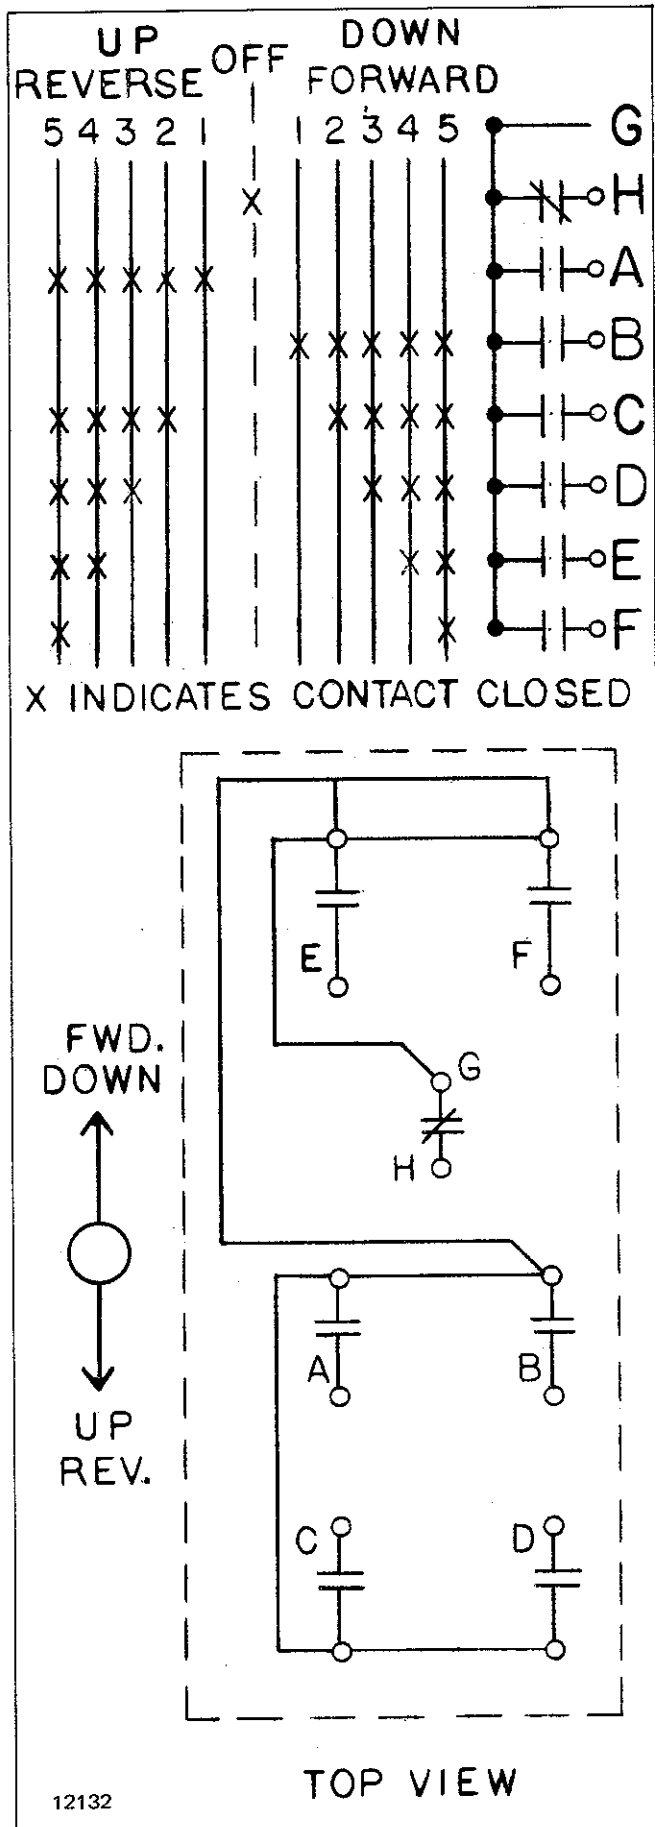 UP OFF DOWN
REVERSE FORWARD
5 4 3 2 1 1 2 3 4 5 G
X H
X X X X X A
X X X X X B
X X X X X X X X C
X X X X X X D
X X X X E
X X F
X INDICATES CONTACT CLOSED
E F
FWD.
DOWN
G
H
A B
UP
REV.
C D
TOP VIEW
12132